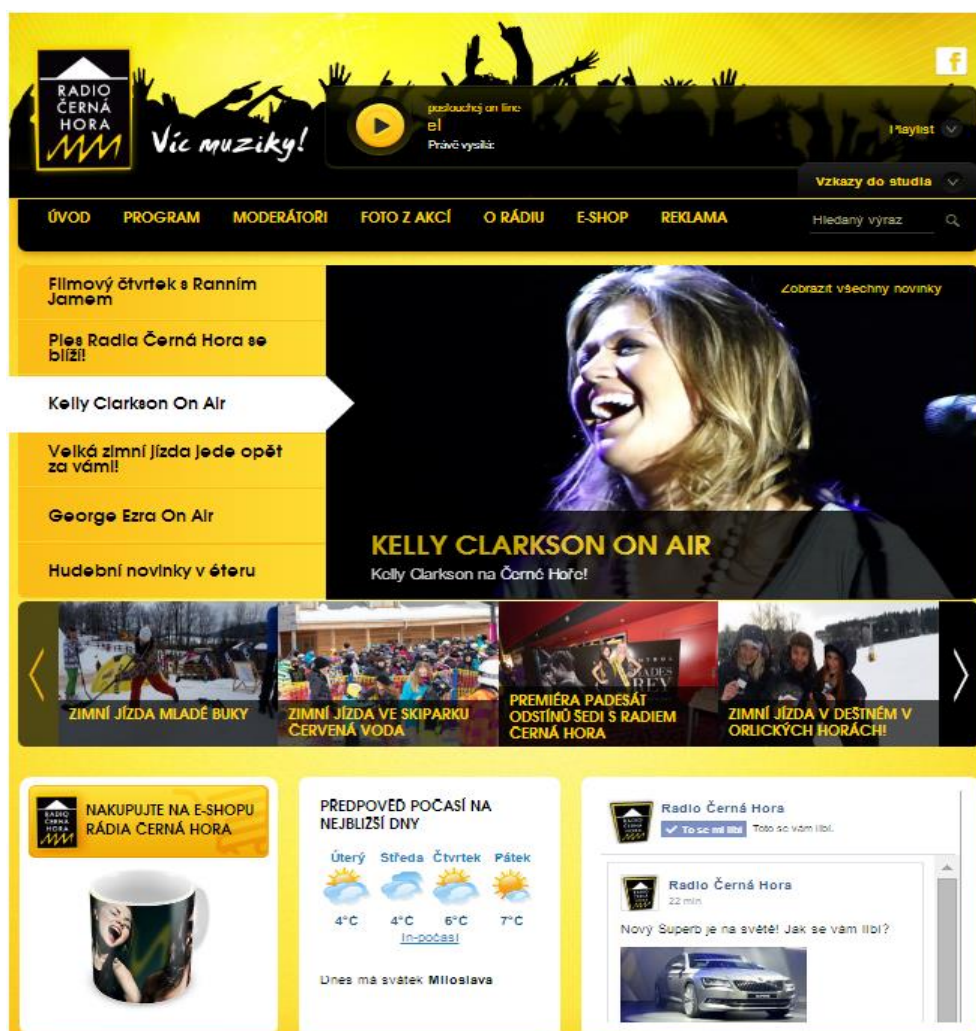 RADIO
ČERNÁ
HORA
Víc muziky!
poslouchej on line
el
Právě vysílá:
Playlist
Vzkazy do studia
ÚVOD PROGRAM MODERÁTOŘI FOTO Z AKCÍ O RÁDIU E-SHOP REKLAMA Hledaný výraz
Filmový čtvrtek s Ranním
Jamem
Ples Radia Černá Hora se
blíží!
Kelly Clarkson On Air
Velká zimní jízda jede opět
za vámi!
George Ezra On Air
Hudební novinky v éteru
Zobrazit všechny novinky
KELLY CLARKSON ON AIR
Kelly Clarkson na Černé Hoře!
ZIMNÍ JÍZDA MLADÉ BUKY
ZIMNÍ JÍZDA VE SKIPARKU
ČERVENÁ VODA
PREMIÉRA PADESÁT
ODSTÍNŮ ŠEDI S RADIEM
ČERNÁ HORA
ZIMNÍ JÍZDA V DEŠTNÉM V
ORLICKÝCH HORÁCH!
RADIO
ČERNÁ
HORA
NAKUPUJTE NA E-SHOPU
RÁDIA ČERNÁ HORA
PŘEDPOVĚĎ POČASÍ NA
NEJBLIŽSÍ DNY
Úterý Středa Čtvrtek Pátek
4°C 4°C 6°C 7°C
In-počasí
Dnes má svátek Miloslava
Radio Černá Hora
To se mi líbí Toto se vám líbí.
Radio Černá Hora
22 min
Nový Superb je na světě! Jak se vám líbí?